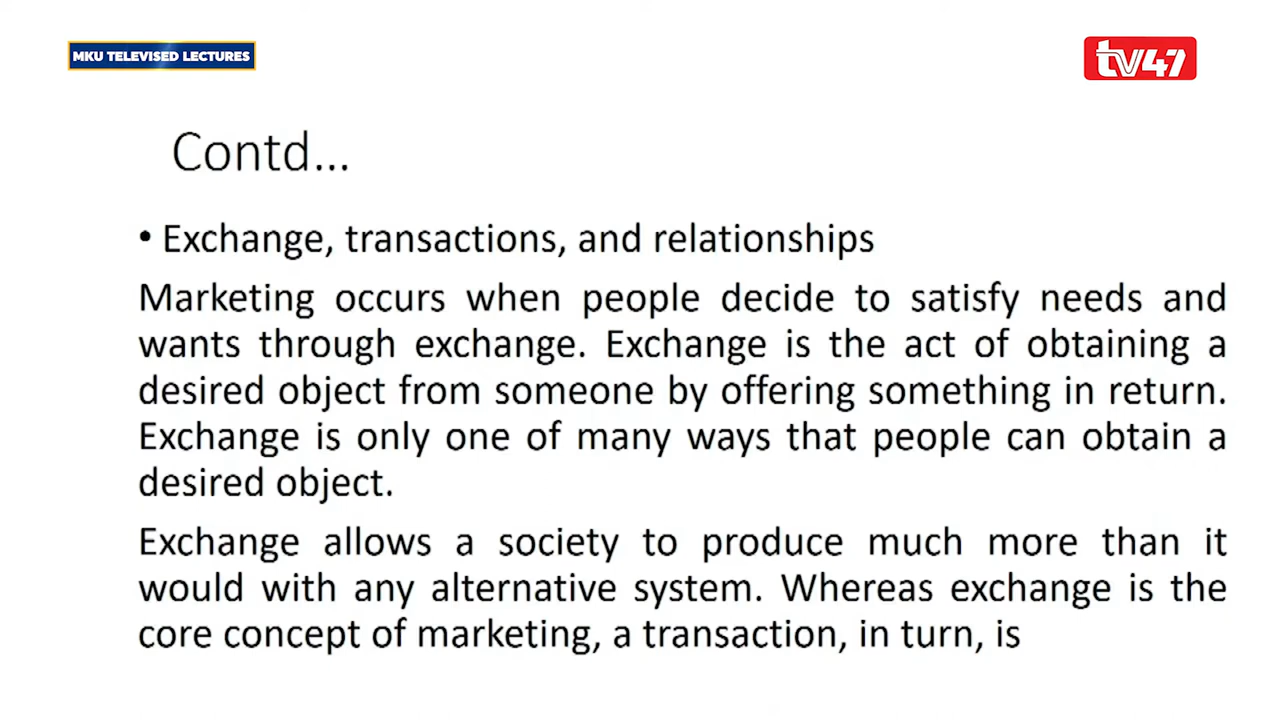 MKU TELEVISED LECTURES
tv47
Contd...
• Exchange, transactions, and relationships
Marketing occurs when people decide to satisfy needs and
wants through exchange. Exchange is the act of obtaining a
desired object from someone by offering something in return.
Exchange is only one of many ways that people can obtain a
desired object.
Exchange allows a society to produce much more than it
would with any alternative system. Whereas exchange is the
core concept of marketing, a transaction, in turn, is